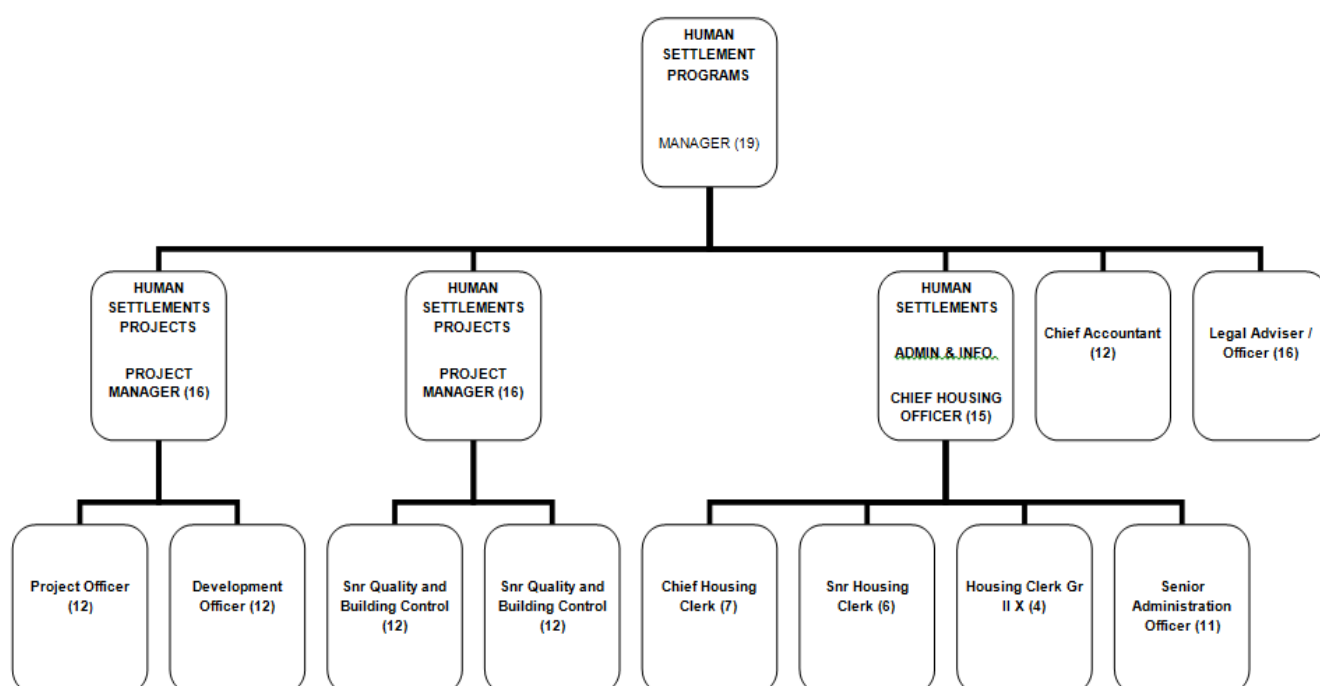 HUMAN
SETTLEMENT
PROGRAMS
MANAGER (19)
HUMAN
SETTLEMENTS
PROJECTS
PROJECT
MANAGER (16)
HUMAN
SETTLEMENTS
PROJECTS
PROJECT
MANAGER (16)
HUMAN
SETTLEMENTS
ADMIN & INFO.
CHIEF HOUSING
OFFICER (15)
Chief Accountant
(12)
Legal Adviser /
Officer (16)
Project Officer
(12)
Development
Officer (12)
Snr Quality and
Building Control
(12)
Snr Quality and
Building Control
(12)
Chief Housing
Clerk (7)
Snr Housing
Clerk (6)
Housing Clerk Gr
II X (4)
Senior
Administration
Officer (11)